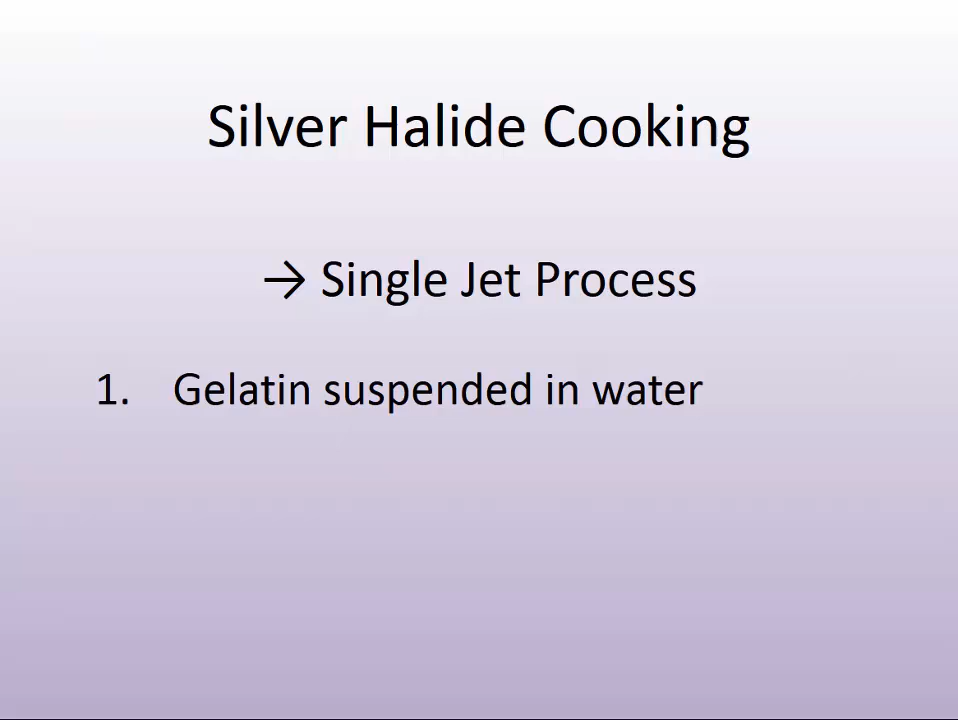 Silver Halide Cooking
→ Single Jet Process
1. Gelatin suspended in water